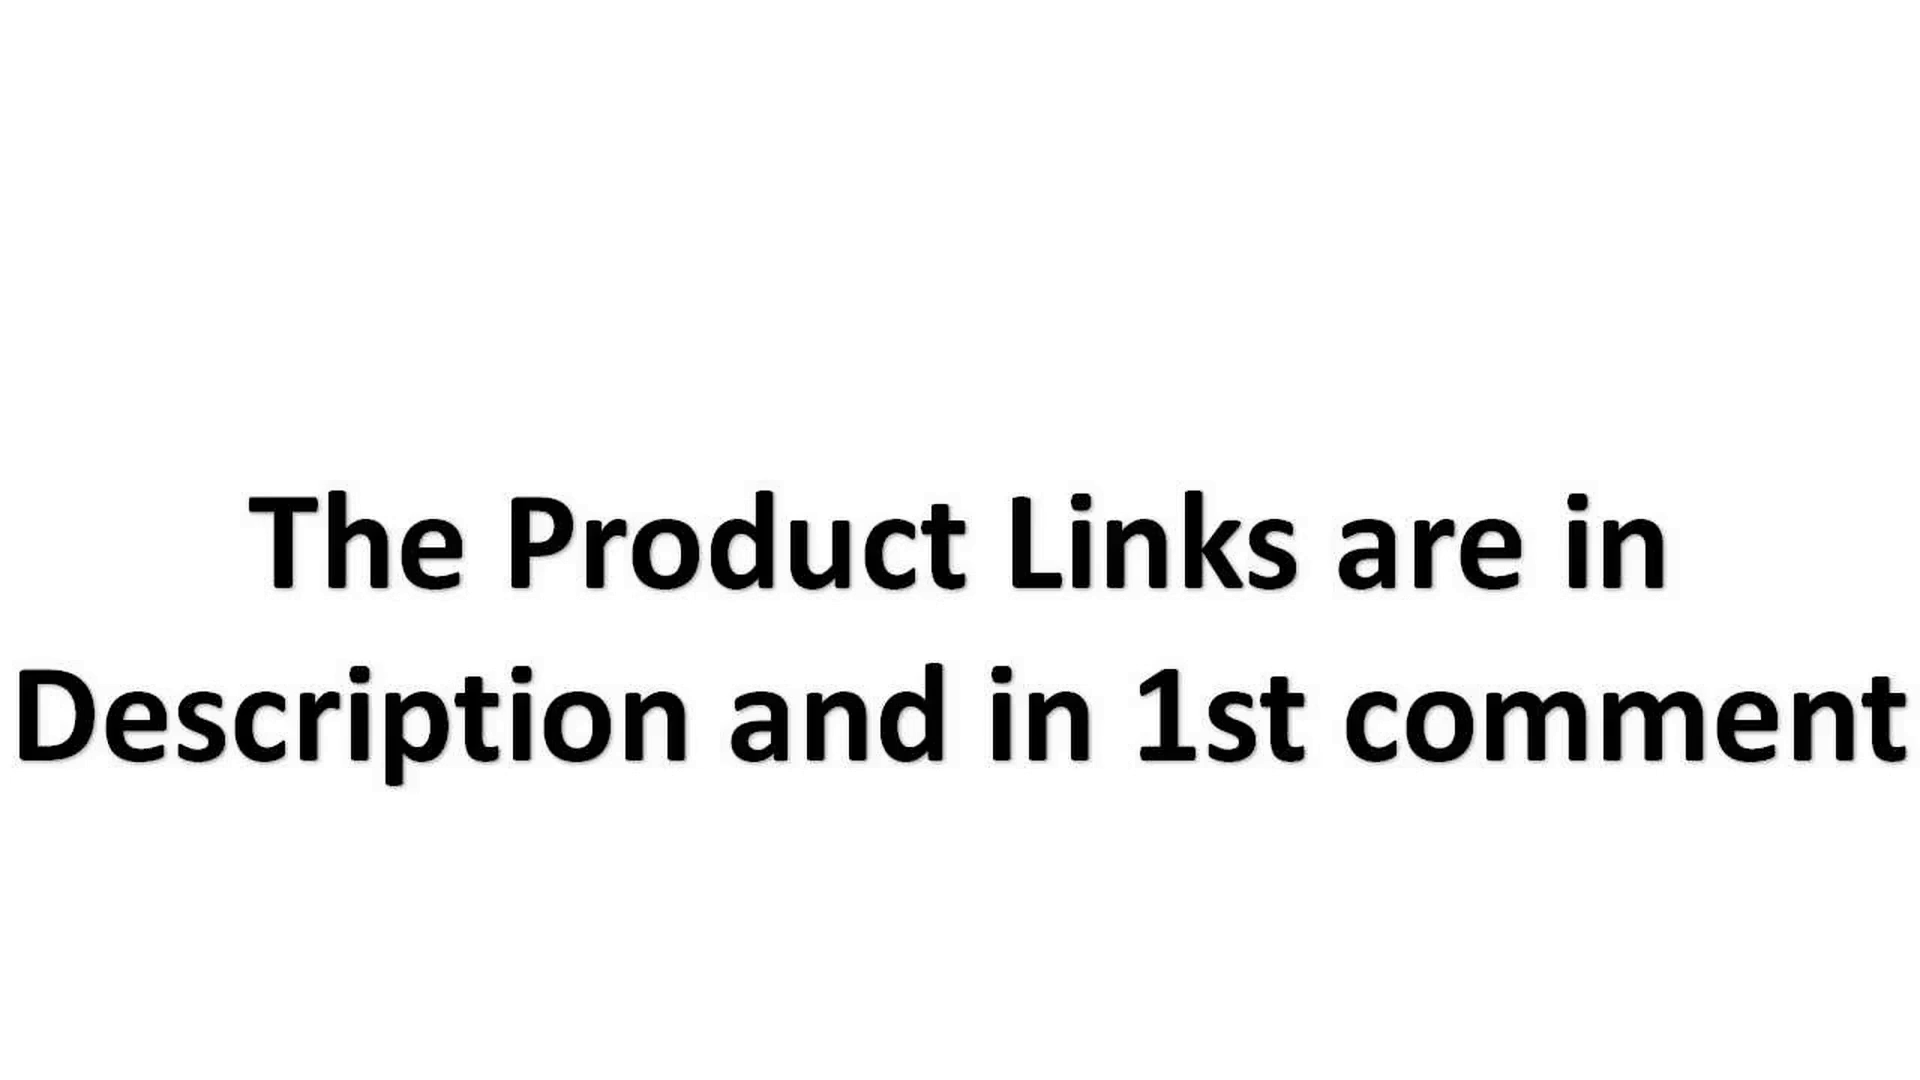 The Product Links are in
Description and in 1st comment